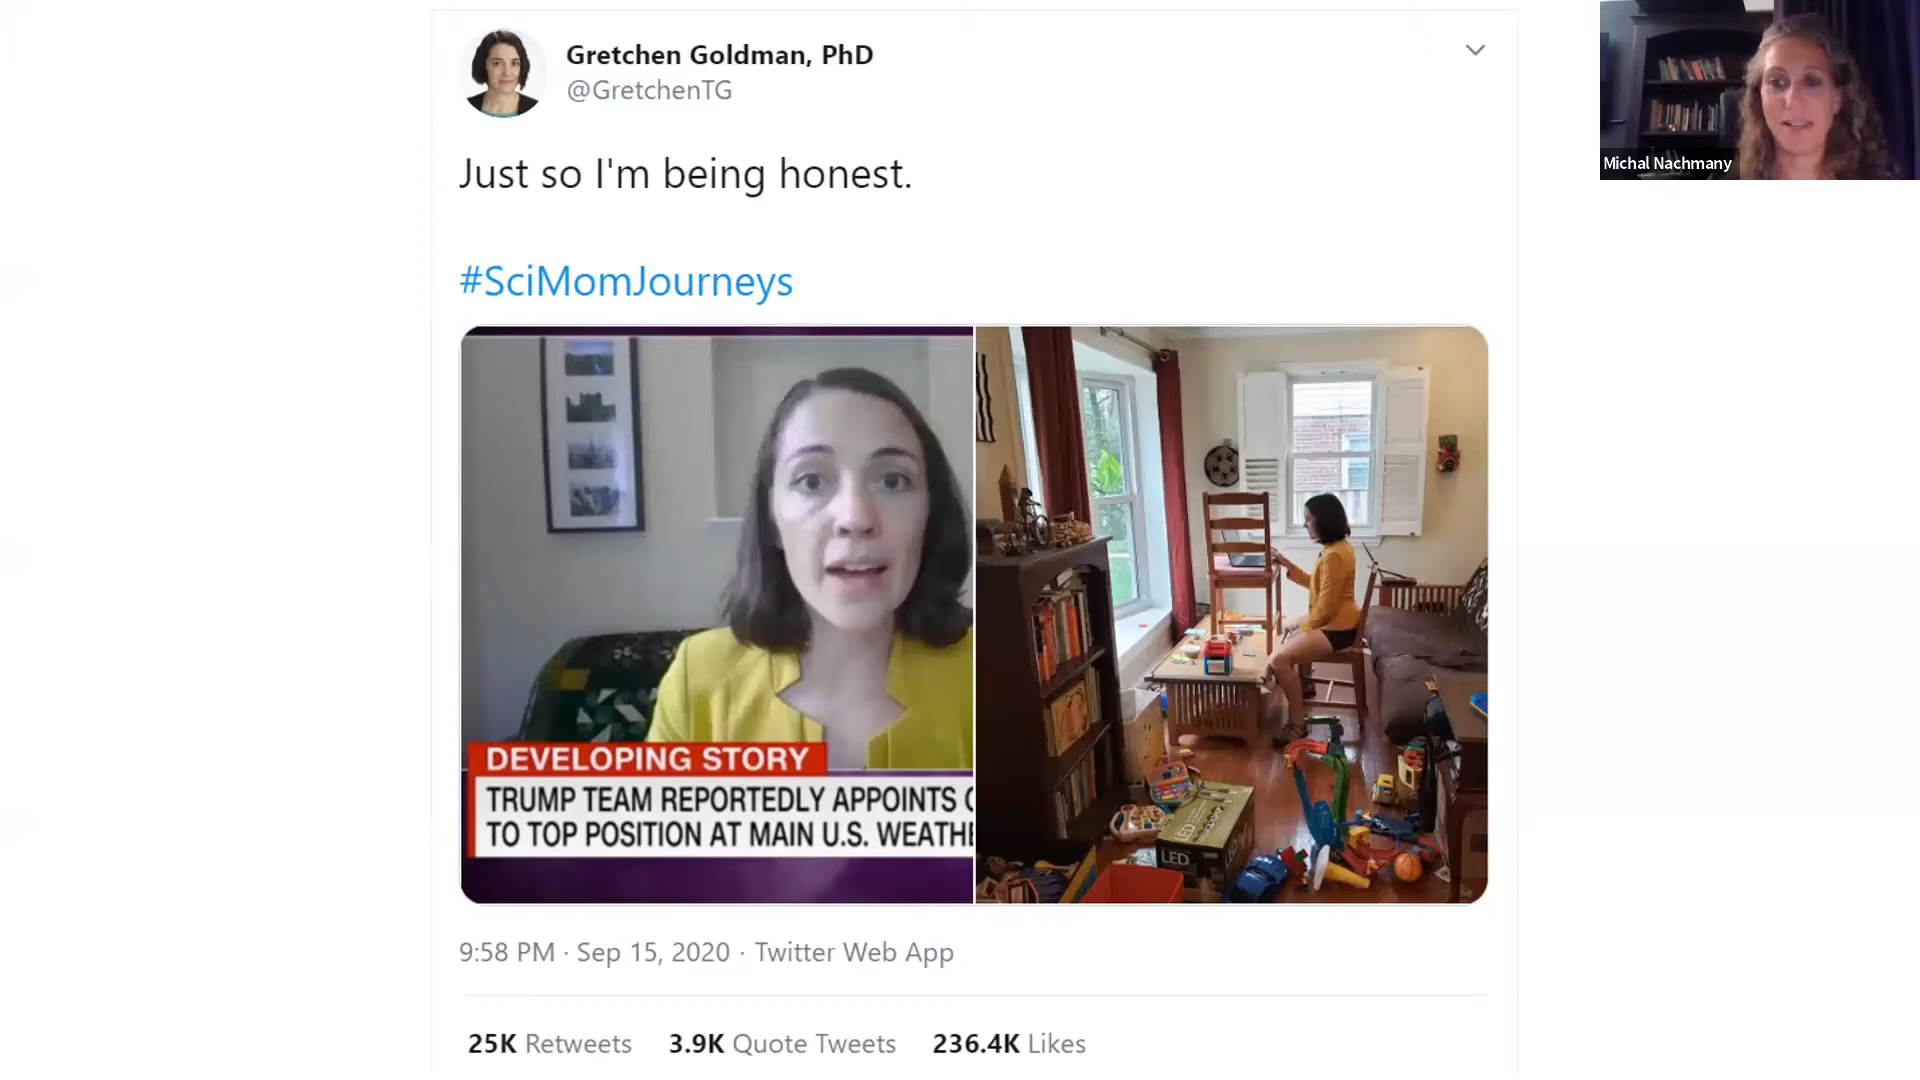 Gretchen Goldman, PhD
@GretchenTG
Just so I'm being honest.
#SciMomJourneys
DEVELOPING STORY
TRUMP TEAM REPORTEDLY APPOINTS
TO TOP POSITION AT MAIN U.S.
LED
LED
9:58 PM · Sep 15, 2020 · Twitter Web App
25K Retweets 3.9K Quote Tweets 236.4K Likes
Michal Nachmany